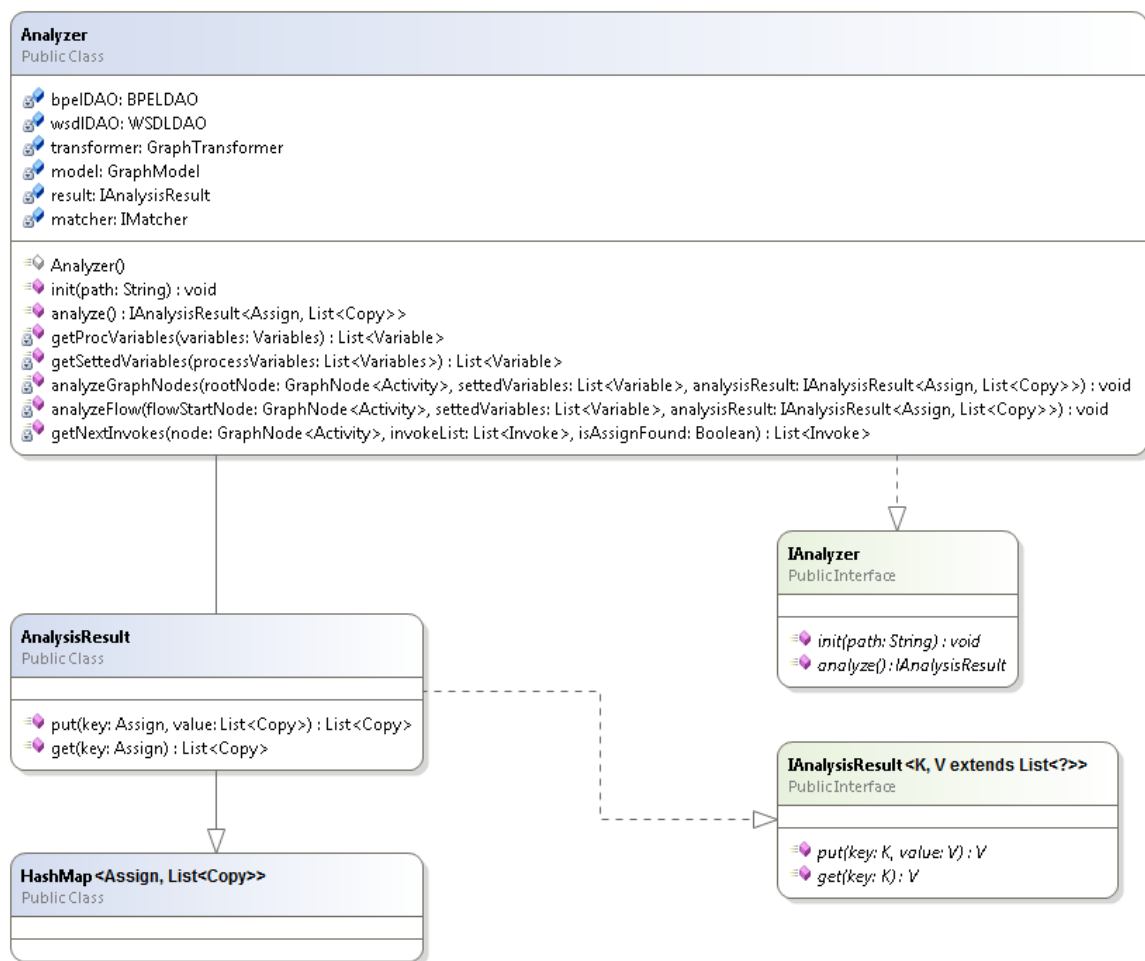 Analyzer
Public Class
bpelDAO: BPELDAO
wsdlDAO: WSDLDAO
transformer: GraphTransformer
model: GraphModel
result: IAnalysisResult
matcher: IMatcher
Analyzer()
init(path: String) : void
analyze() : IAnalysisResult<Assign, List<Copy>>
getProcVariables(variables: Variables) : List<Variable>
getSettedVariables(processVariables: List<Variables>) : List<Variable>
analyzeGraphNodes(rootNode: GraphNode<Activity>, settedVariables: List<Variable>, analysisResult: IAnalysisResult<Assign, List<Copy>>) : void
analyzeFlow(flowStartNode: GraphNode<Activity>, settedVariables: List<Variable>, analysisResult: IAnalysisResult<Assign, List<Copy>>) : void
getNextInvokes(node: GraphNode<Activity>, invokeList: List<Invoke>, isAssignFound: Boolean) : List<Invoke>
IAnalyzer
Public Interface
init(path: String) : void
analyze() : IAnalysisResult
AnalysisResult
Public Class
put(key: Assign, value: List<Copy>) : List<Copy>
get(key: Assign) : List<Copy>
IAnalysisResult <K, V extends List<?>>
Public Interface
put(key: K, value: V) : V
get(key: K) : V
HashMap <Assign, List<Copy>>
Public Class